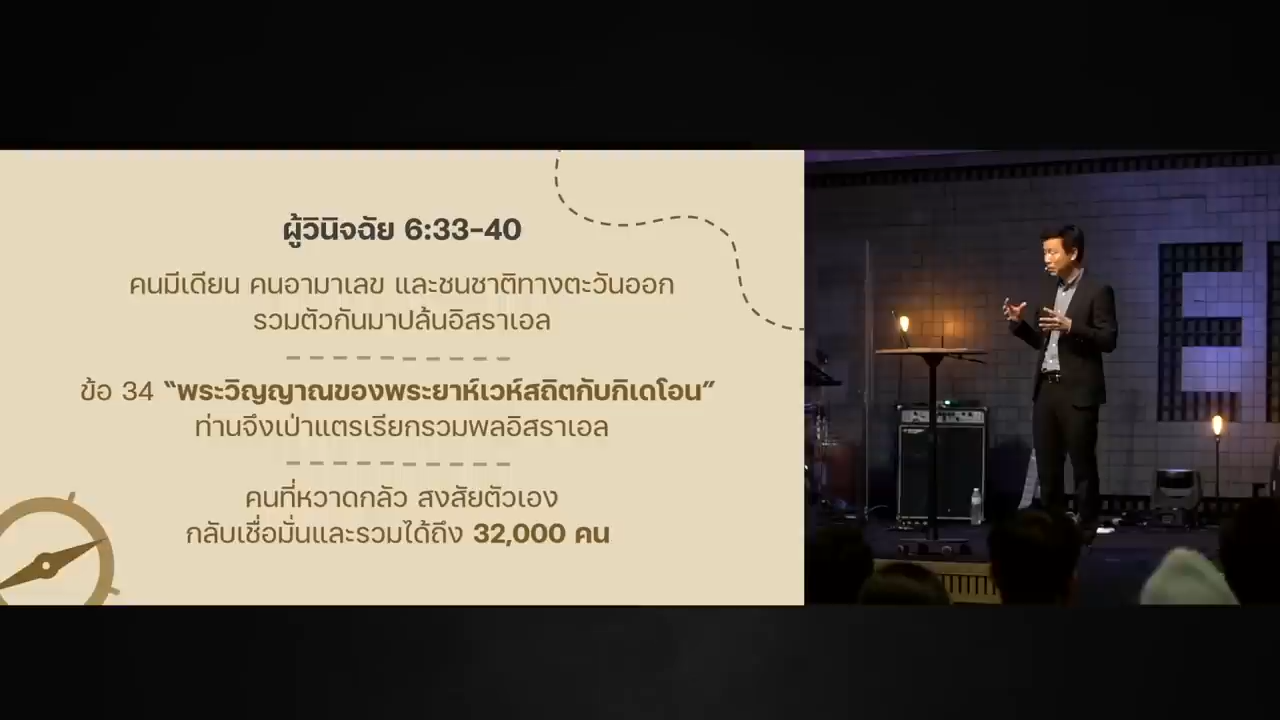 ผู้วินิจฉัย 6:33-40
คนมีเดียน คนอามาเลข และชนชาติทางตะวันออก
รวมตัวกันมาปล้นอิสราเอล
ข้อ 34 “พระวิญญาณของพระยาห์เวห์สถิตกับกิเดโอน”
ท่านจึงเป่าแตรเรียกรวมพลอิสราเอล
คนที่หวาดกลัว สงสัยตัวเอง
กลับเชื่อมั่นและรวมได้ถึง 32,000 คน
E